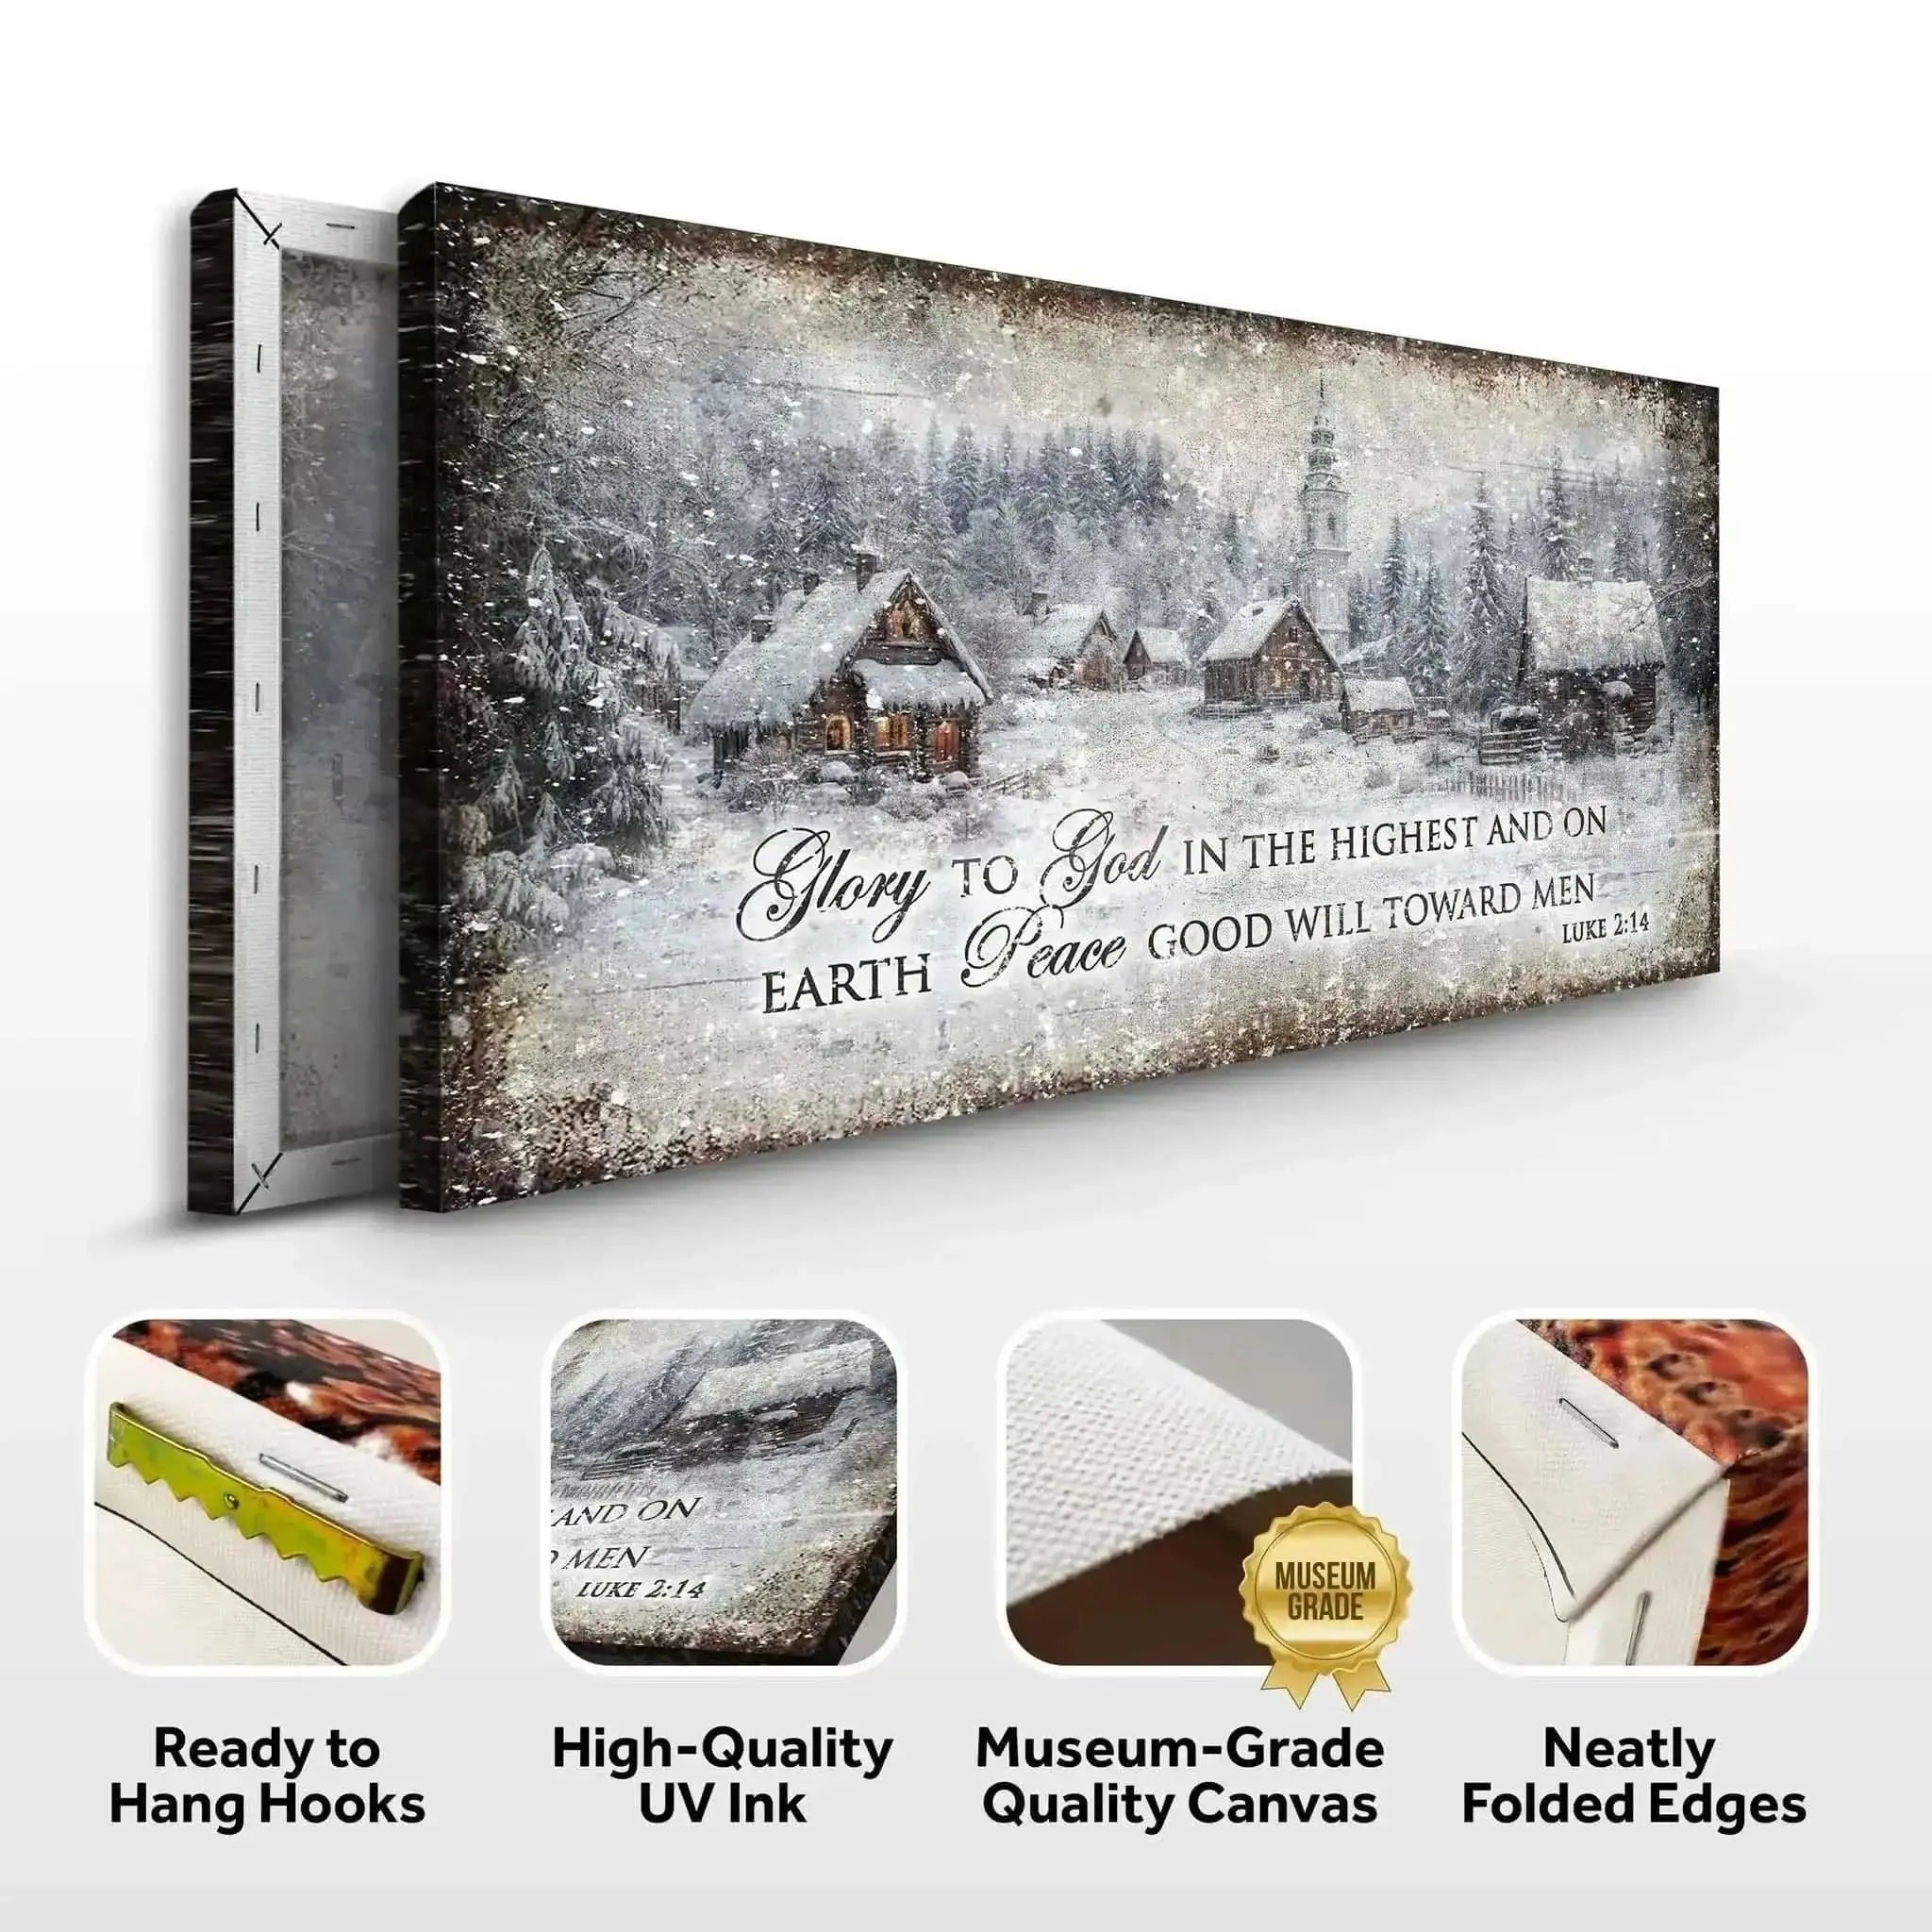 Glory TO God IN THE HIGHEST AND ON
EARTH Peace GOOD WILL TOWARD MEN
LUKE 2:14
AND ON
MEN
LUKE 2:14
MUSEUM
GRADE
Ready to
Hang Hooks
High-Quality
UV Ink
Museum-Grade
Quality Canvas
Neatly
Folded Edges